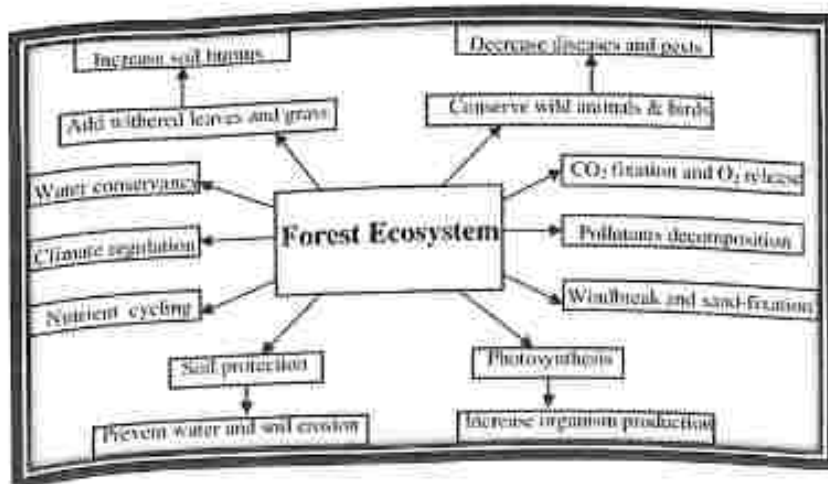 Increase soil humus
Decrease diseases and pests
Add withered leaves and grass
Conserve wild animals & birds
Water conservancy
CO₂ fixation and O₂ release
Forest Ecosystem
Climate regulation
Pollutants decomposition
Nutrient cycling
Windbreak and sand-fixation
Soil protection
Photosynthesis
Prevent water and soil erosion
Increase organism production